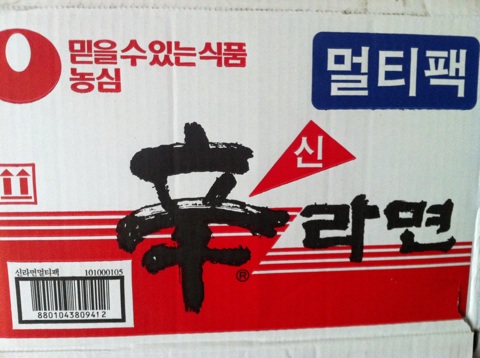 믿을수있는식품
농심
멀티팩
신
辛라면
®
신라면멀티팩 101000105
8801043809412